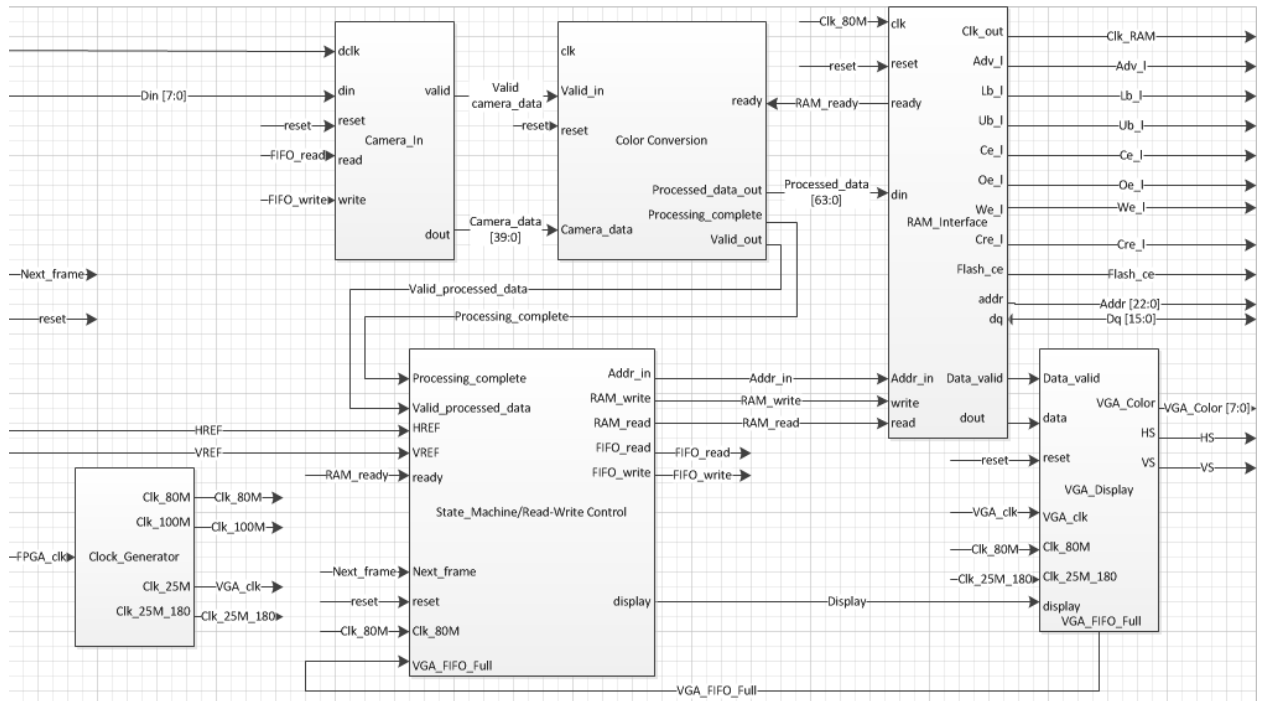 dclk
Din [7:0]
din
valid
reset
reset
Camera_In
FIFO_read
read
FIFO_write
write
dout
Valid
camera_data
Camera_data
[39:0]
clk
Valid_in
reset
reset
ready
Color Conversion
Processed_data_out
Processing_complete
Valid_out
Camera_data
RAM_ready
Processed_data
[63:0]
Clk_80M
clk
reset
reset
ready
din
RAM_Interface
Clk_out
Adv_l
Lb_l
Ub_l
Ce_l
Oe_l
We_l
Cre_l
Flash_ce
addr
dq
Addr_in
Data_valid
write
dout
read
Clk_RAM
Adv_l
Lb_l
Ub_l
Ce_l
Oe_l
We_l
Cre_l
Flash_ce
Addr [22:0]
Dq [15:0]
Next_frame
reset
Valid_processed_data
Processing_complete
Processing_complete
Valid_processed_data
HREF
HREF
VREF
VREF
RAM_ready
ready
Addr_in
RAM_write
RAM_read
FIFO_read
FIFO_write
State_Machine/Read-Write Control
Next_frame
Next_frame
reset
reset
Clk_80M
Clk_80M
VGA_FIFO_Full
display
Addr_in
RAM_write
RAM_read
FIFO_read
FIFO_write
Display
VGA_FIFO_Full
FPGA_clk
Clock_Generator
Clk_80M
Clk_100M
Clk_25M
Clk_25M_180
Clk_80M
Clk_100M
VGA_clk
Clk_25M_180
Data_valid
VGA_Color
data
HS
reset
reset
VS
VGA_Display
VGA_clk
VGA_clk
Clk_80M
Clk_80M
Clk_25M_180
Clk_25M_180
display
VGA_FIFO_Full
VGA_Color [7:0]
HS
VS